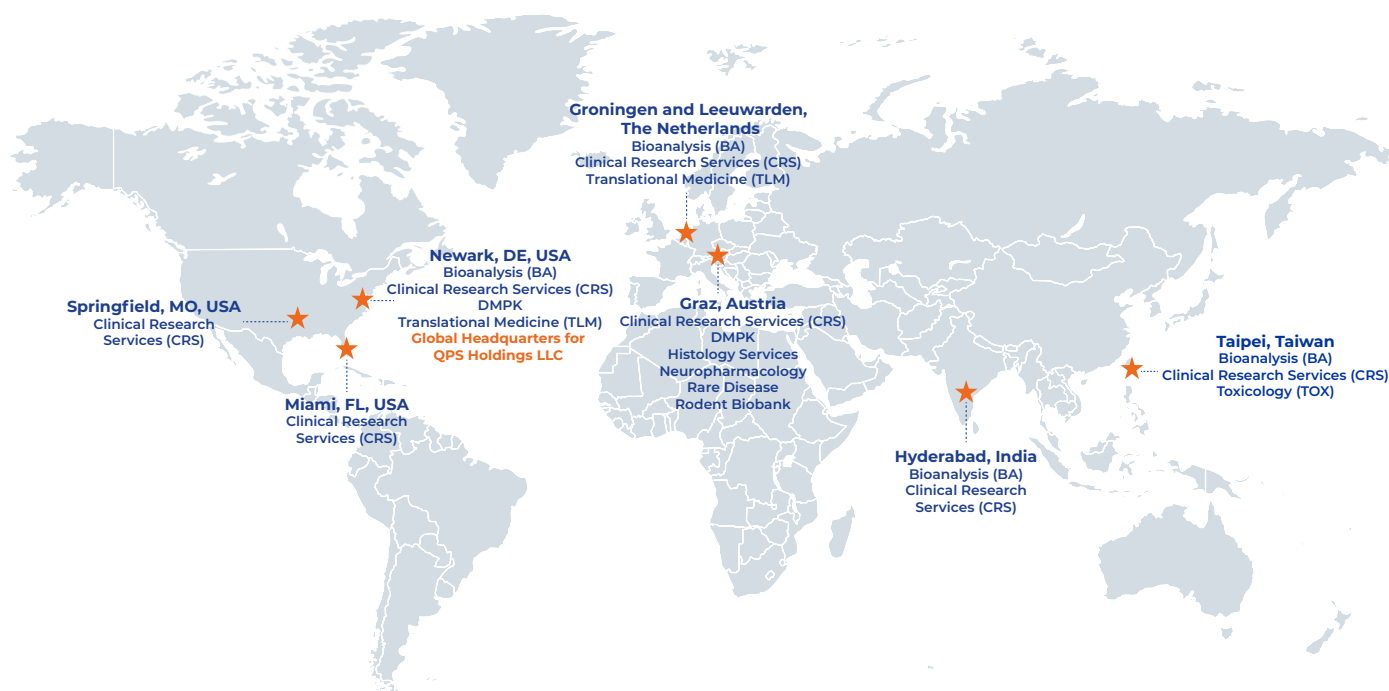 Groningen and Leeuwarden,
The Netherlands
Bioanalysis (BA)
Clinical Research Services (CRS)
Translational Medicine (TLM)
Newark, DE, USA
Bioanalysis (BA)
Clinical Research Services (CRS)
DMPK
Translational Medicine (TLM)
Global Headquarters for
QPS Holdings LLC
Springfield, MO, USA
Clinical Research
Services (CRS)
Miami, FL, USA
Clinical Research
Services (CRS)
Graz, Austria
Clinical Research Services (CRS)
DMPK
Histology Services
Neuropharmacology
Rare Disease
Rodent Biobank
Taipei, Taiwan
Bioanalysis (BA)
Clinical Research Services (CRS)
Toxicology (TOX)
Hyderabad, India
Bioanalysis (BA)
Clinical Research
Services (CRS)